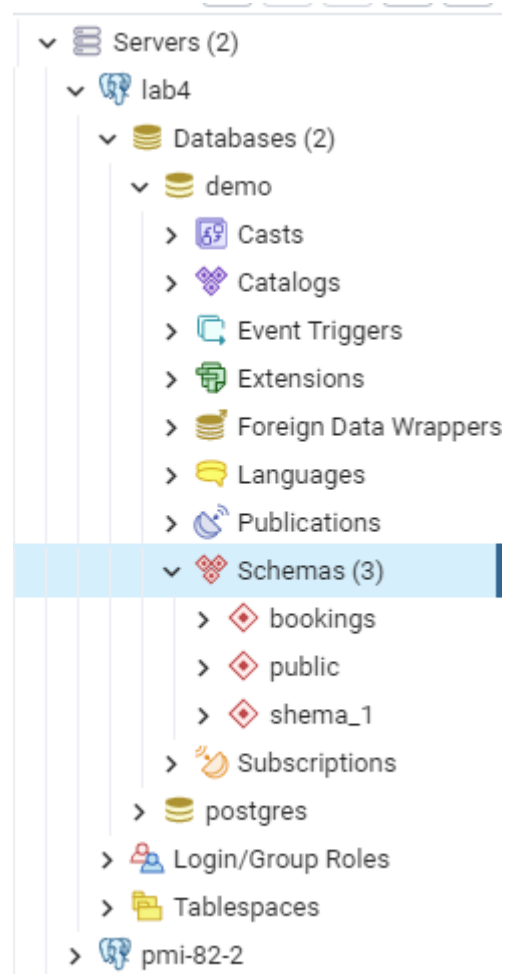 Servers (2)
lab4
Databases (2)
demo
Casts
Catalogs
Event Triggers
Extensions
Foreign Data Wrappers
Languages
Publications
Schemas (3)
bookings
public
shema_1
Subscriptions
postgres
Login/Group Roles
Tablespaces
pmi-82-2